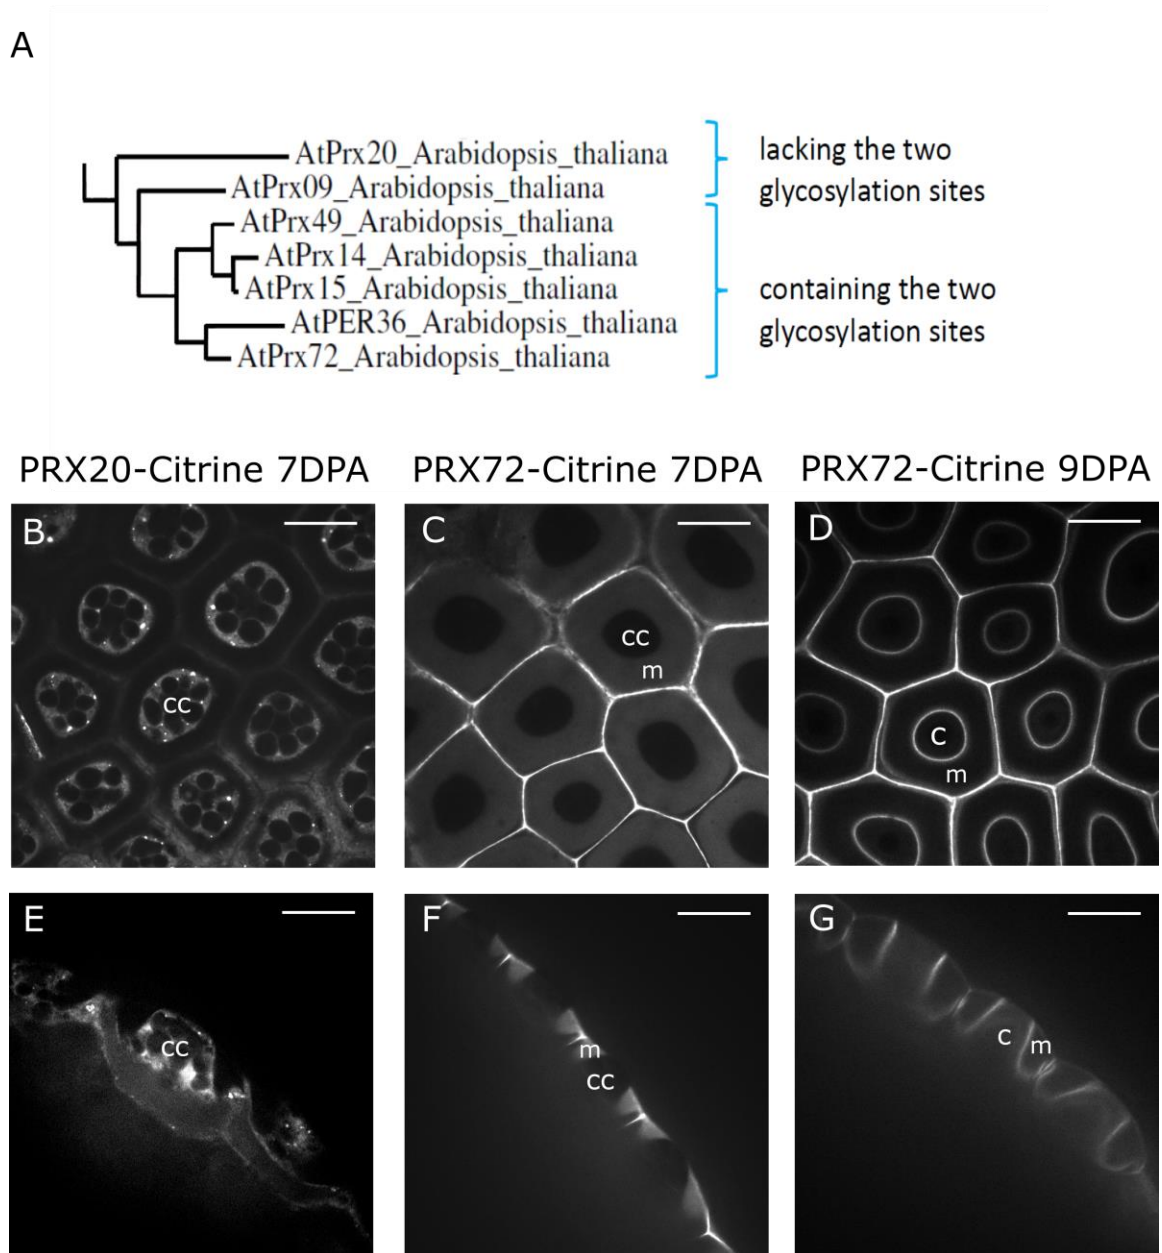 A
AtPrx20_Arabidopsis_thaliana
AtPrx09_Arabidopsis_thaliana
AtPrx49_Arabidopsis_thaliana
AtPrx14_Arabidopsis_thaliana
AtPrx15_Arabidopsis_thaliana
AtPER36_Arabidopsis_thaliana
AtPrx72_Arabidopsis_thaliana
lacking the two
glycosylation sites
containing the two
glycosylation sites
PRX20-Citrine 7DPA
PRX72-Citrine 7DPA
PRX72-Citrine 9DPA
B.
cc
C
cc
m
D
c
m
E
cc
F
m
cc
G
c
m